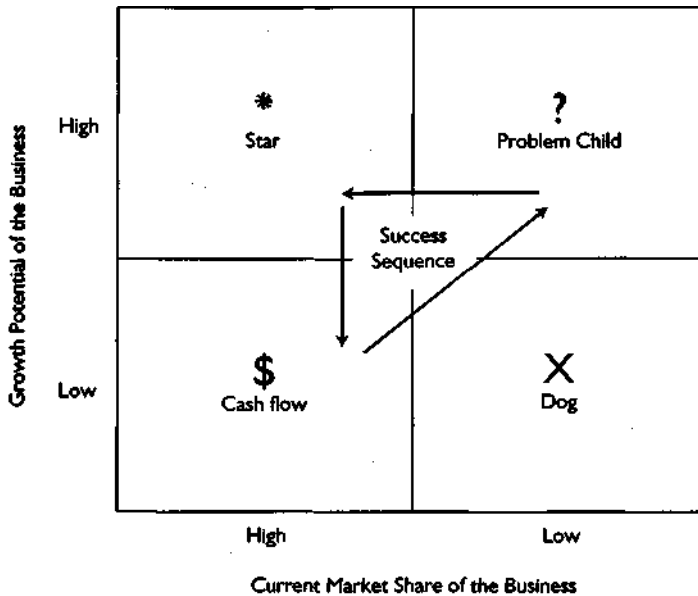 Growth Potential of the Business
High
*
Star
?
Problem Child
Success
Sequence
Low
$
Cash flow
X
Dog
High
Low
Current Market Share of the Business